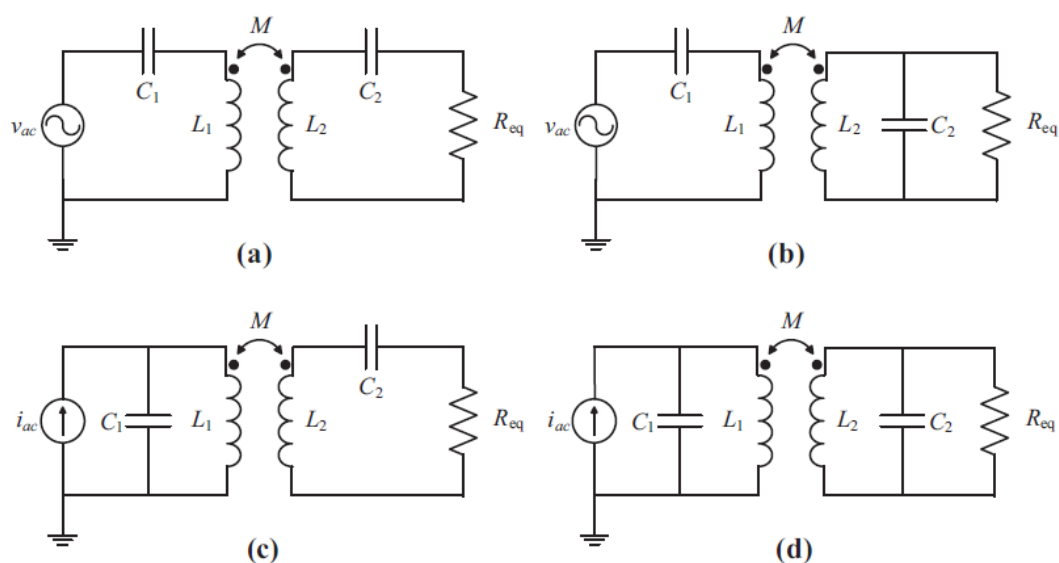 M
M
C1
C2
C1
vac
L1
L2
Req
vac
L1
L2
C2
Req
(a)
(b)
M
M
C2
iac
C1
L1
L2
Req
iac
C1
L1
L2
C2
Req
(c)
(d)